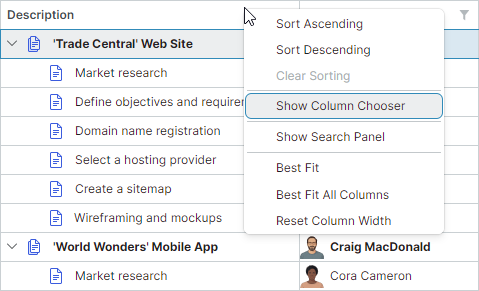 Description
'Trade Central' Web Site
Market research
Define objectives and requirem
Domain name registration
Select a hosting provider
Create a sitemap
Wireframing and mockups
'World Wonders' Mobile App
Craig MacDonald
Market research
Cora Cameron
Sort Ascending
Sort Descending
Clear Sorting
Show Column Chooser
Show Search Panel
Best Fit
Best Fit All Columns
Reset Column Width